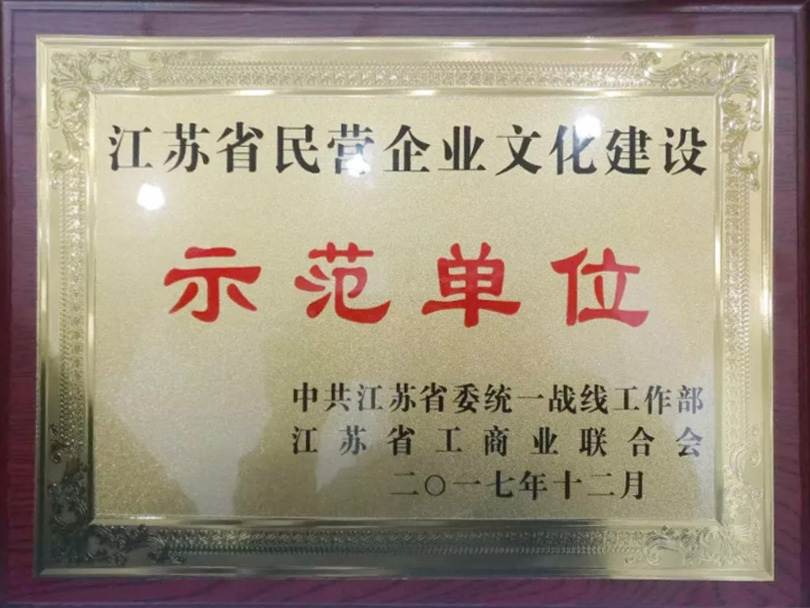 江苏省民营企业文化建设
示范单位
中共江苏省委统一战线工作部
江苏省工商业联合会
二〇一七年十二月